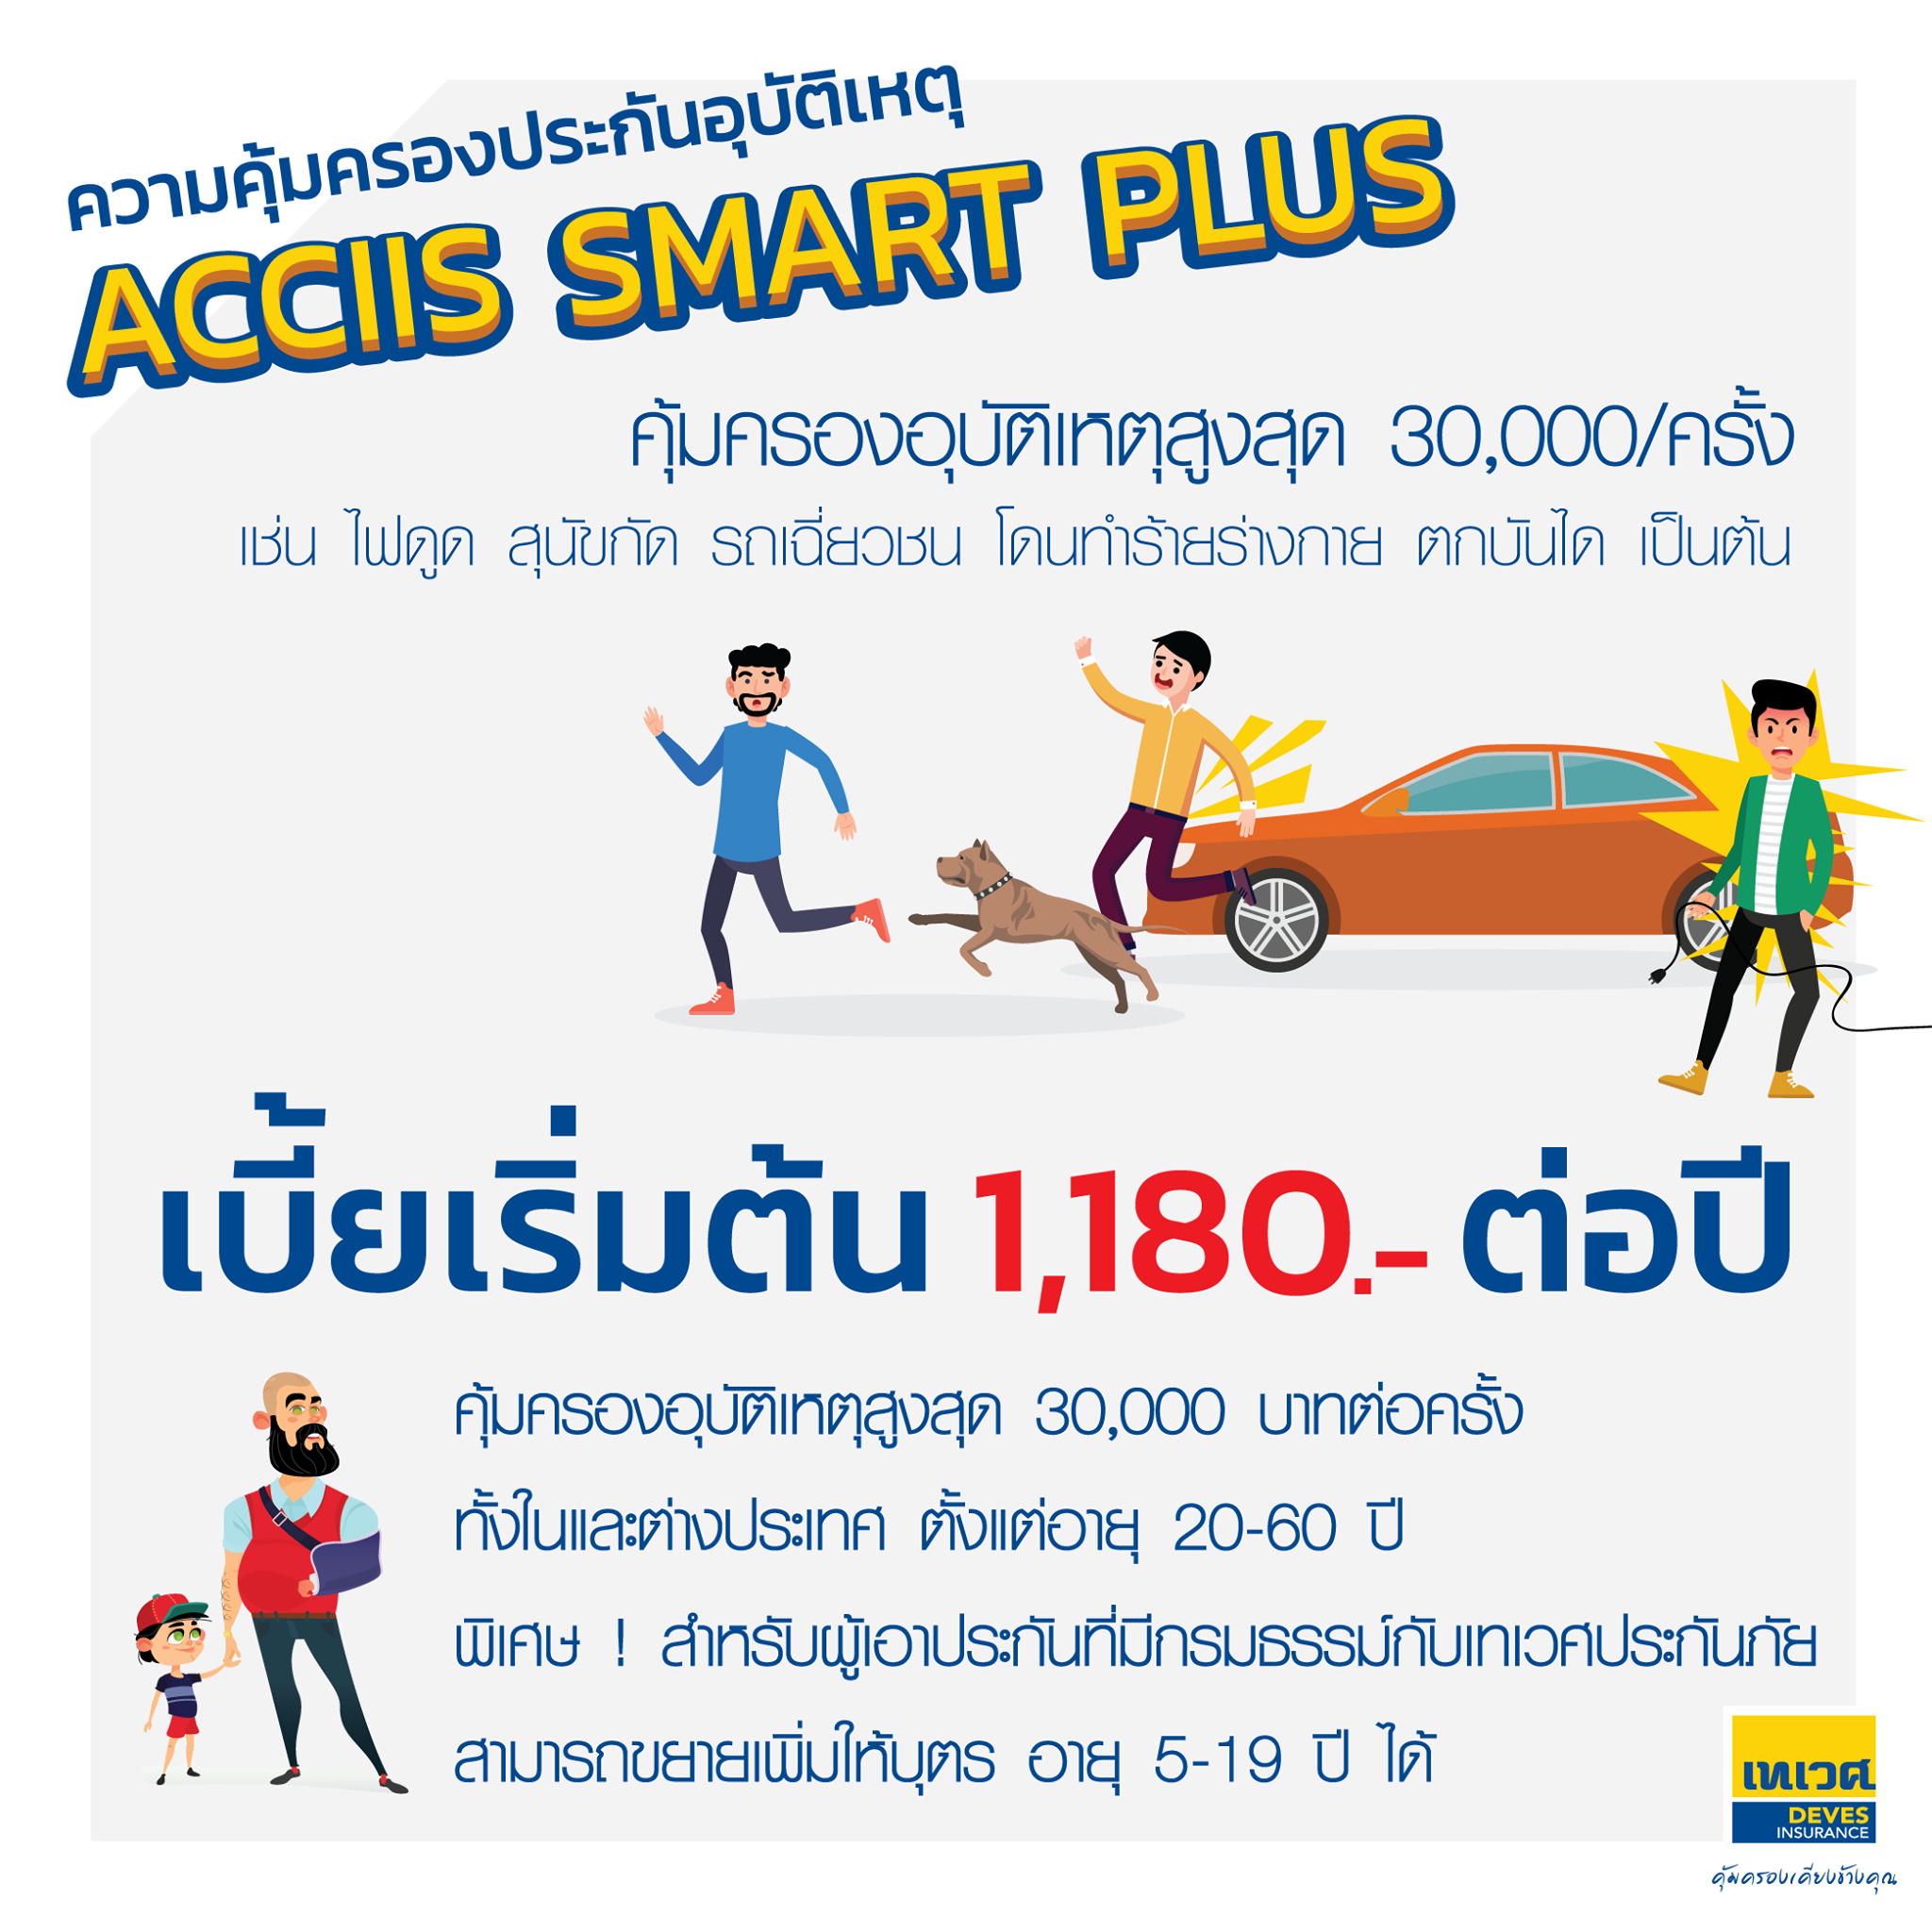 ความคุ้มครองประกันอุบัติเหตุ
ACCIIS SMART PLUS
คุ้มครองอุบัติเหตุสูงสุด 30,000/ครั้ง
เช่น ไฟดูด สุนัขกัด รถเฉี่ยวชน โดนทำร้ายร่างกาย ตกบันได เป็นต้น
เบี้ยเริ่มต้น 1,180.- ต่อปี
คุ้มครองอุบัติเหตุสูงสุด 30,000 บาทต่อครั้ง
ทั้งในและต่างประเทศ ตั้งแต่อายุ 20-60 ปี
พิเศษ ! สำหรับผู้เอาประกันที่มีกรมธรรม์กับเทเวศประกันภัย
สามารถขยายเพิ่มให้บุตร อายุ 5-19 ปี ได้
เทเวศ
DEVES
INSURANCE
คุ้มครองเคียงข้างคุณ